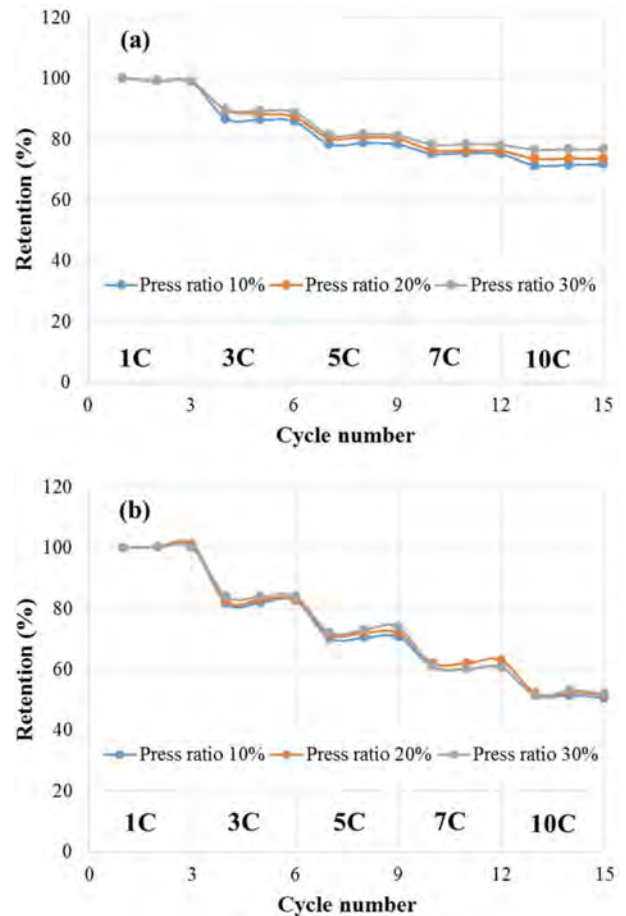 (a)
120
100
80
60
40
20
0
Retention (%)
Press ratio 10% Press ratio 20% Press ratio 30%
1C 3C 5C 7C 10C
0 3 6 9 12 15
Cycle number
(b)
120
100
80
60
40
20
0
Retention (%)
Press ratio 10% Press ratio 20% Press ratio 30%
1C 3C 5C 7C 10C
0 3 6 9 12 15
Cycle number